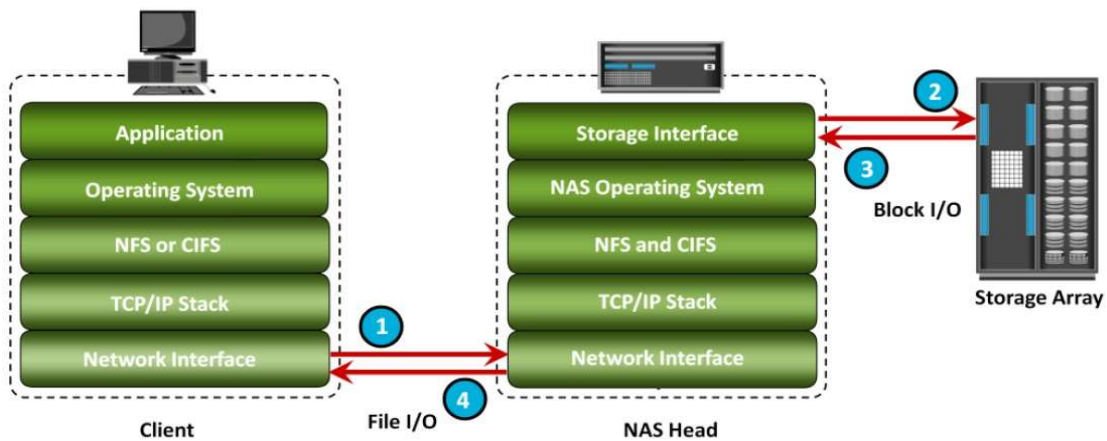 Application
Operating System
NFS or CIFS
TCP/IP Stack
Network Interface
Client
1
4
File I/O
Storage Interface
NAS Operating System
NFS and CIFS
TCP/IP Stack
Network Interface
NAS Head
2
3
Block I/O
Storage Array